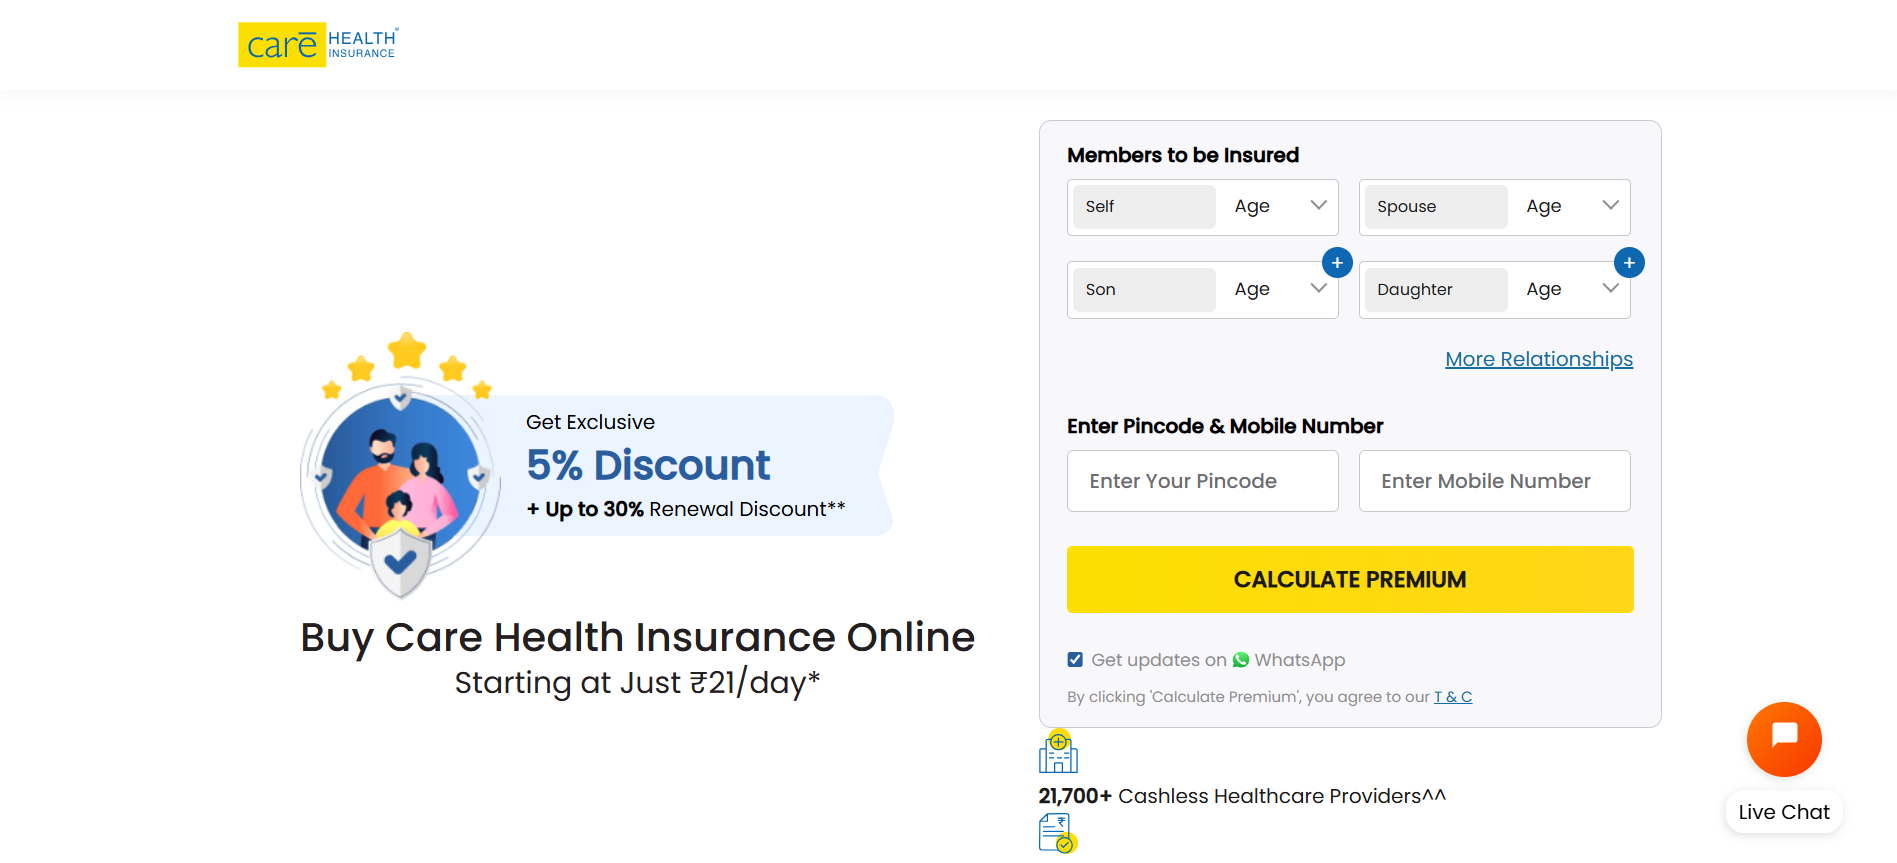 care HEALTH
INSURANCE
Members to be Insured
Self Age Spouse Age
Son Age + Daughter Age +
More Relationships
Get Exclusive
5% Discount
+ Up to 30% Renewal Discount**
Buy Care Health Insurance Online
Starting at Just ₹21/day*
Enter Pincode & Mobile Number
Enter Your Pincode Enter Mobile Number
CALCULATE PREMIUM
Get updates on WhatsApp
By clicking 'Calculate Premium', you agree to our T & C
21,700+ Cashless Healthcare Providers^^
Live Chat